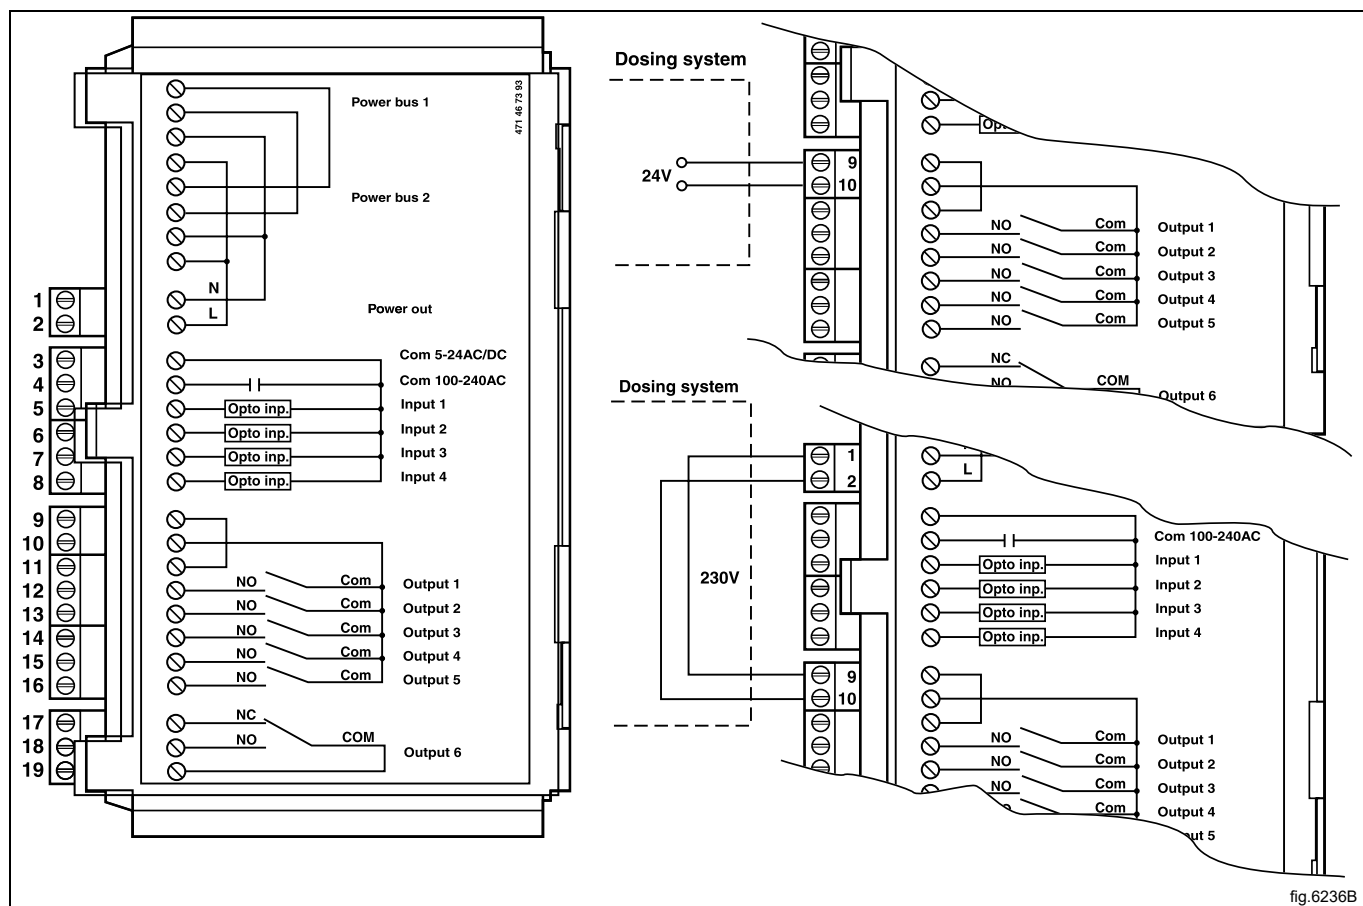 471 46 73 93
Power bus 1
Power bus 2
N
L
Power out
Com 5-24AC/DC
Com 100-240AC
Opto inp. Input 1
Opto inp. Input 2
Opto inp. Input 3
Opto inp. Input 4
NO Com Output 1
NO Com Output 2
NO Com Output 3
NO Com Output 4
NO Com Output 5
NC
NO COM Output 6
1
2
3
4
5
6
7
8
9
10
11
12
13
14
15
16
17
18
19
Dosing system
24V
9
10
NO Com Output 1
NO Com Output 2
NO Com Output 3
NO Com Output 4
NO Com Output 5
NC
NO COM Output 6
Dosing system
230V
1
2
L
Com 100-240AC
Opto inp. Input 1
Opto inp. Input 2
Opto inp. Input 3
Opto inp. Input 4
9
10
NO Com Output 1
NO Com Output 2
NO Com Output 3
Com Output 4
ut 5
fig.6236B